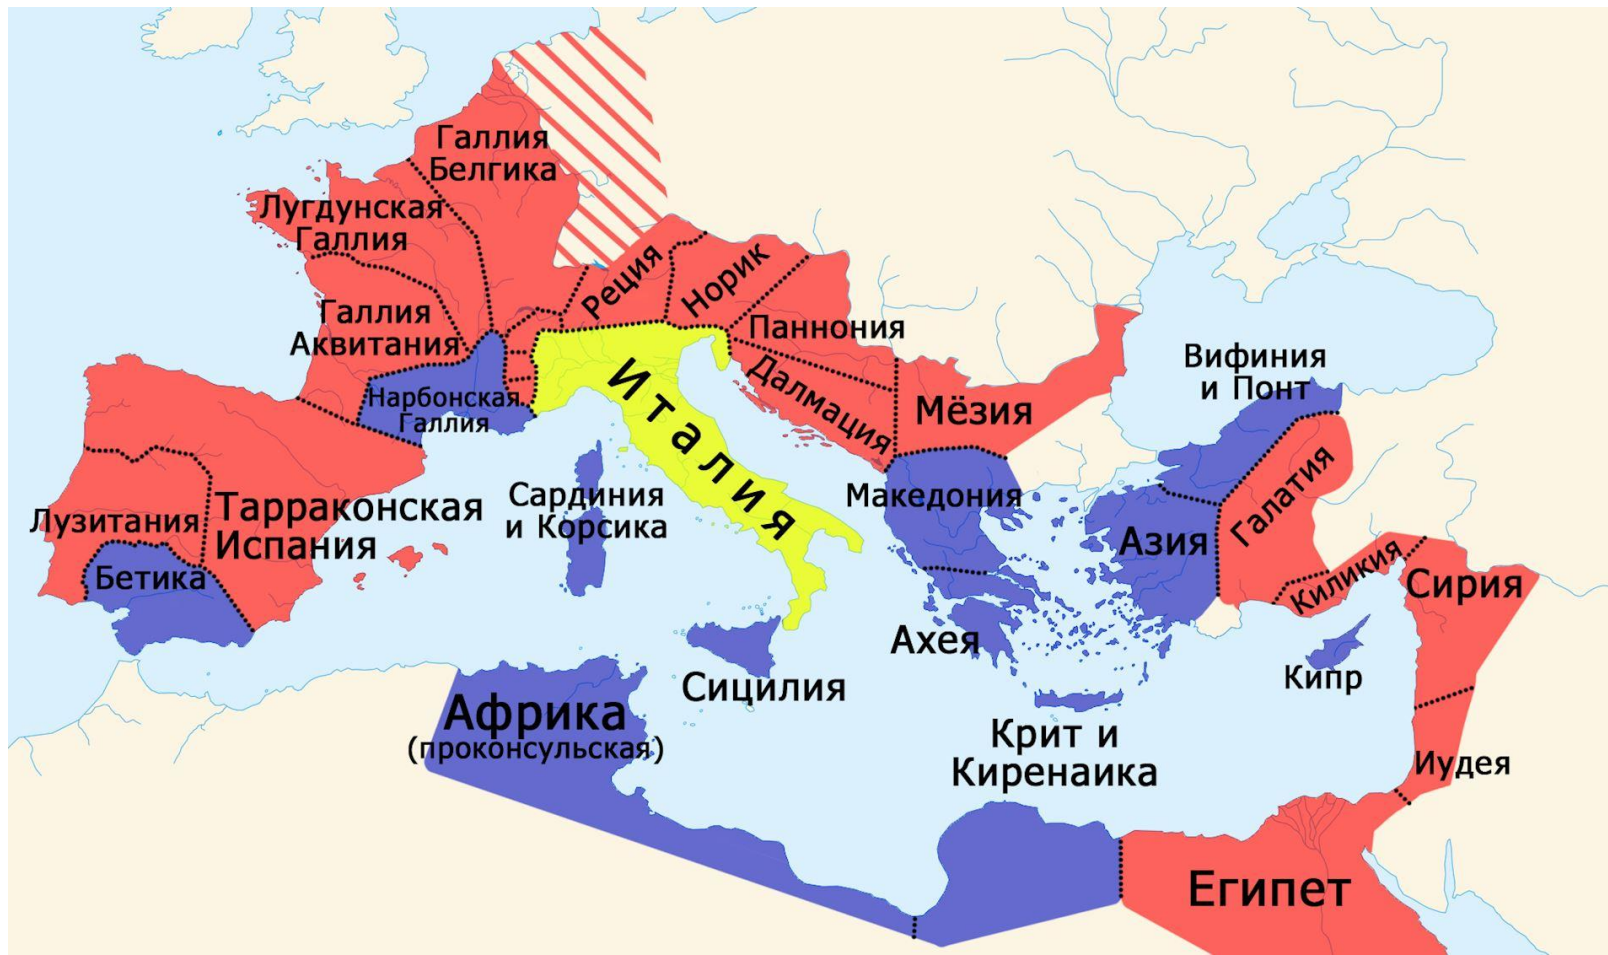 Галлия
Белгика
Лугдунская
Галлия
Реция
Норик
Галлия
Аквитания
Паннония
Вифиния
и Понт
Нарбонская
Галлия
Италия
Далмация
Мёзия
Лузитания
Тарраконская
Испания
Сардиния
и Корсика
Македония
Азия
Галатия
Бетика
Киликия
Сирия
Ахея
Сицилия
Кипр
Африка
(проконсульская)
Крит и
Киренаика
Иудея
Египет